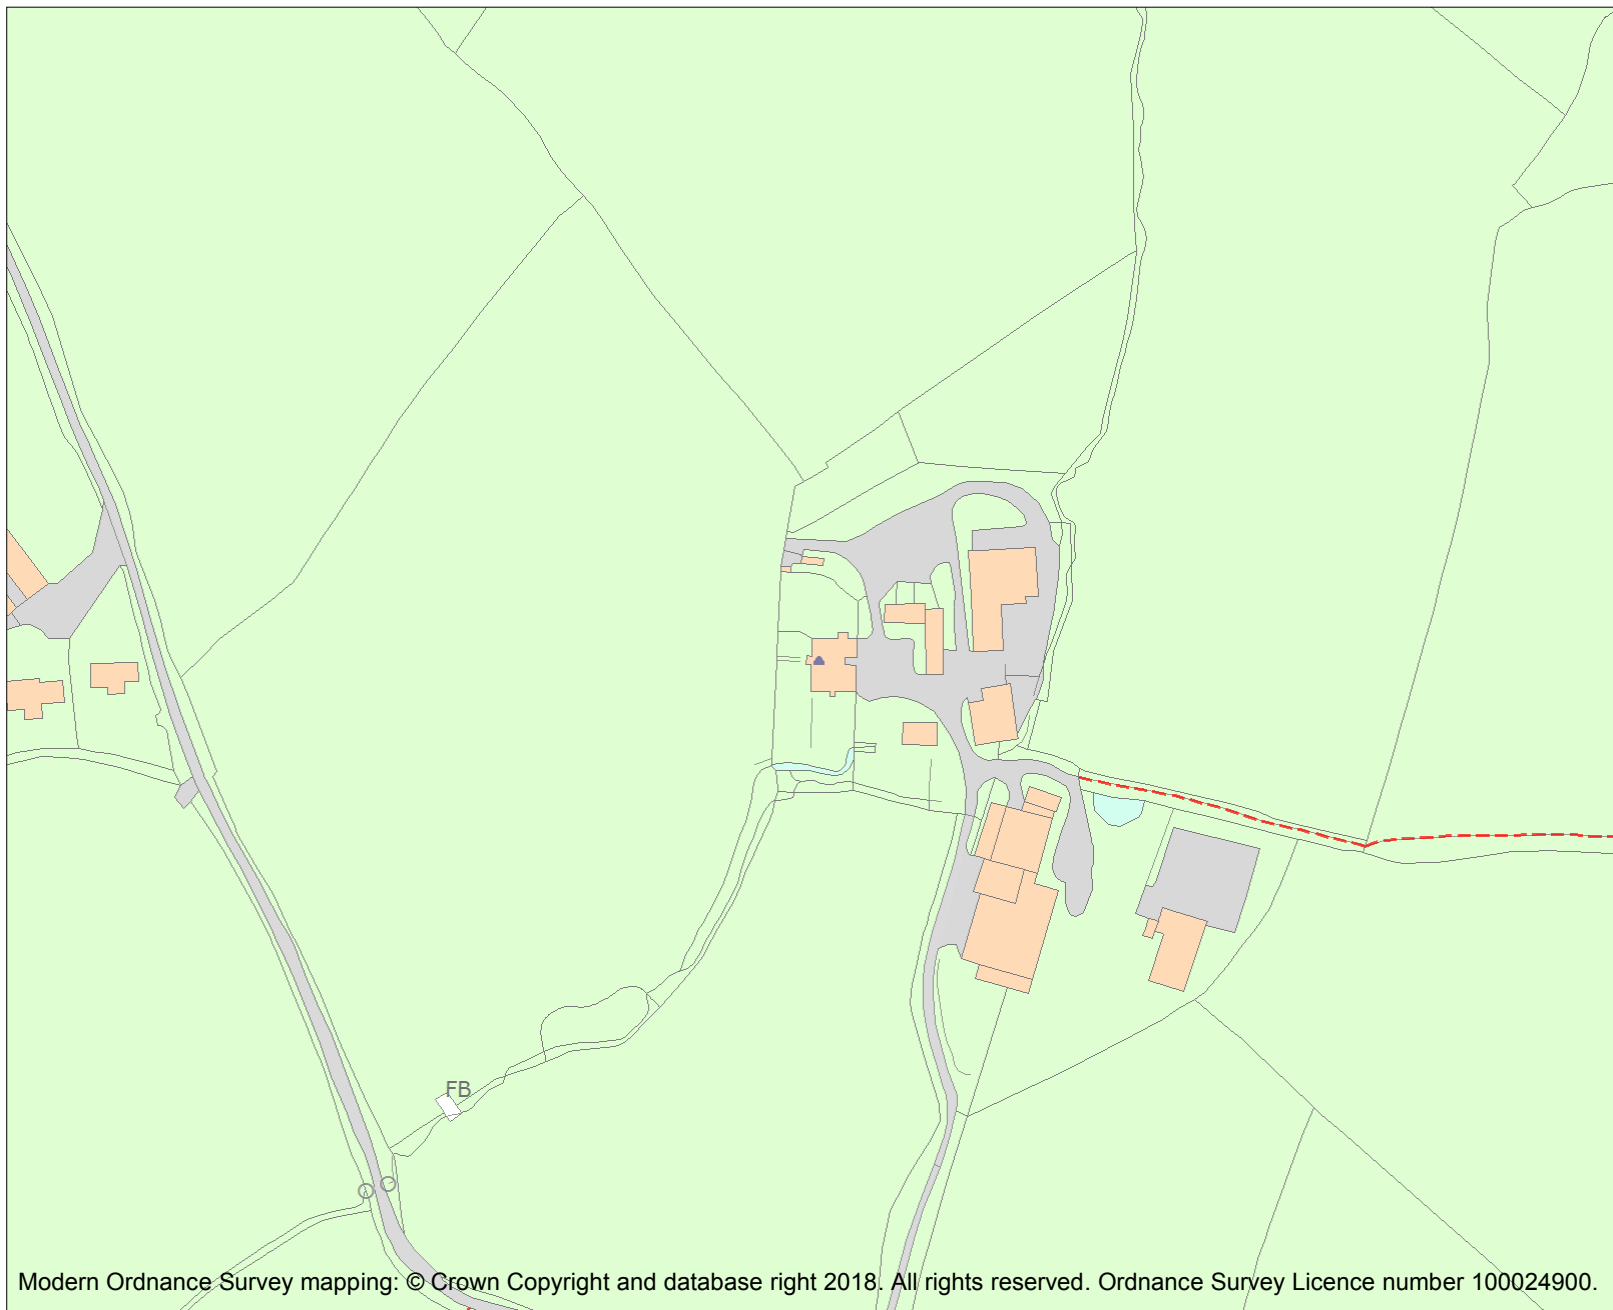 FB
Modern Ordnance Survey mapping: © Crown Copyright and database right 2018. All rights reserved. Ordnance Survey Licence number 100024900.